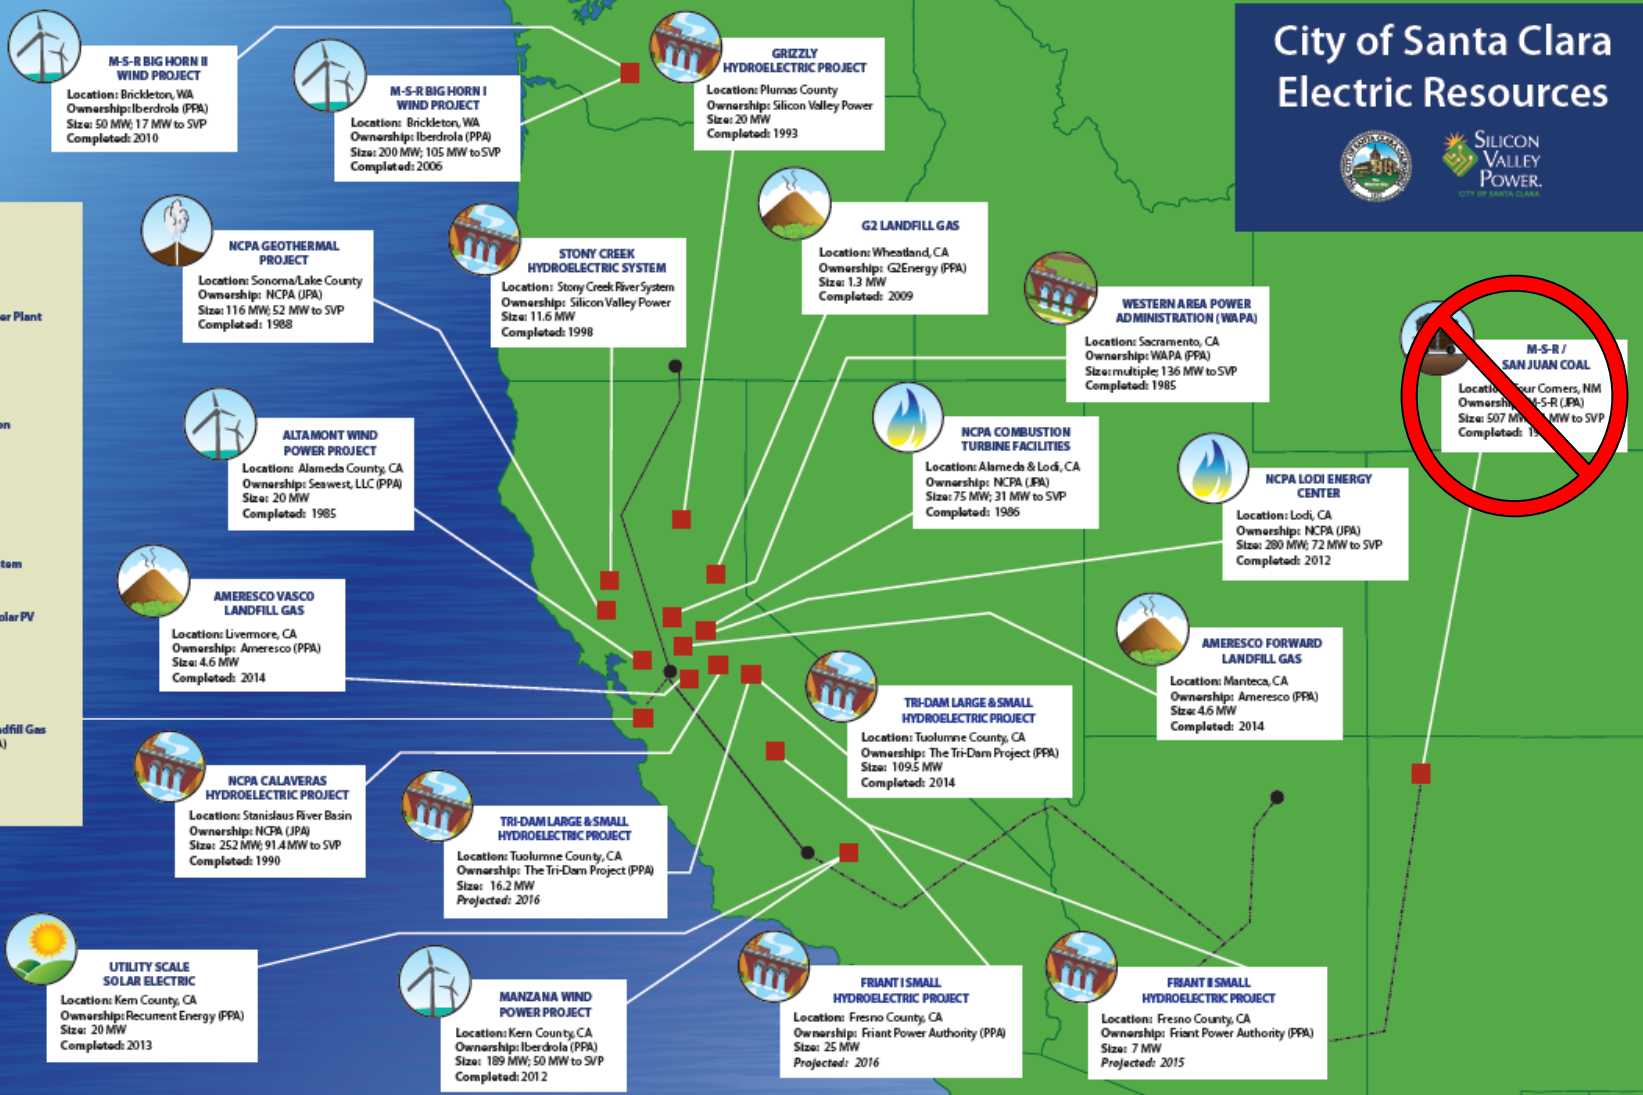 City of Santa Clara
Electric Resources
SILICON
VALLEY
POWER.
CITY OF SANTA CLARA
M-S-R BIG HORN II
WIND PROJECT
Location: Brickleton, WA
Ownership: Iberdrola (PPA)
Size: 50 MW; 17 MW to SVP
Completed: 2010
M-S-R BIG HORN I
WIND PROJECT
Location: Brickleton, WA
Ownership: Iberdrola (PPA)
Size: 200 MW; 105 MW to SVP
Completed: 2006
GRIZZLY
HYDROELECTRIC PROJECT
Location: Plumas County
Ownership: Silicon Valley Power
Size: 20 MW
Completed: 1993
NCPA GEOTHERMAL
PROJECT
Location: Sonoma/Lake County
Ownership: NCPA (JPA)
Size: 116 MW; 52 MW to SVP
Completed: 1988
STONY CREEK
HYDROELECTRIC SYSTEM
Location: Stony Creek River System
Ownership: Silicon Valley Power
Size: 11.6 MW
Completed: 1998
G2 LANDFILL GAS
Location: Wheatland, CA
Ownership: G2Energy (PPA)
Size: 1.3 MW
Completed: 2009
WESTERN AREA POWER
ADMINISTRATION (WAPA)
Location: Sacramento, CA
Ownership: WAPA (PPA)
Size: multiple; 136 MW to SVP
Completed: 1985
M-S-R /
SAN JUAN COAL
Four Corners, NM
M-S-R (JPA)
Size: 507 MW to SVP
Completed:
er Plant
on
ALTAMONT WIND
POWER PROJECT
Location: Alameda County, CA
Ownership: Seawest, LLC (PPA)
Size: 20 MW
Completed: 1985
NCPA COMBUSTION
TURBINE FACILITIES
Location: Alameda & Lodi, CA
Ownership: NCPA (JPA)
Size: 75 MW; 31 MW to SVP
Completed: 1986
NCPA LODI ENERGY
CENTER
Location: Lodi, CA
Ownership: NCPA (JPA)
Size: 280 MW; 72 MW to SVP
Completed: 2012
stem
olar PV
AMERESCO VASCO
LANDFILL GAS
Location: Livermore, CA
Ownership: Ameresco (PPA)
Size: 4.6 MW
Completed: 2014
AMERESCO FORWARD
LANDFILL GAS
Location: Manteca, CA
Ownership: Ameresco (PPA)
Size: 4.6 MW
Completed: 2014
TRI-DAM LARGE & SMALL
HYDROELECTRIC PROJECT
Location: Tuolumne County, CA
Ownership: The Tri-Dam Project (PPA)
Size: 109.5 MW
Completed: 2014
ndfill Gas
A)
NCPA CALAVERAS
HYDROELECTRIC PROJECT
Location: Stanislaus River Basin
Ownership: NCPA (JPA)
Size: 252 MW; 91.4 MW to SVP
Completed: 1990
TRI-DAM LARGE & SMALL
HYDROELECTRIC PROJECT
Location: Tuolumne County, CA
Ownership: The Tri-Dam Project (PPA)
Size: 16.2 MW
Projected: 2016
UTILITY SCALE
SOLAR ELECTRIC
Location: Kern County, CA
Ownership: Recurrent Energy (PPA)
Size: 20 MW
Completed: 2013
MANZANA WIND
POWER PROJECT
Location: Kern County, CA
Ownership: Iberdrola (PPA)
Size: 189 MW; 50 MW to SVP
Completed: 2012
FRIANT I SMALL
HYDROELECTRIC PROJECT
Location: Fresno County, CA
Ownership: Friant Power Authority (PPA)
Size: 25 MW
Projected: 2016
FRIANT II SMALL
HYDROELECTRIC PROJECT
Location: Fresno County, CA
Ownership: Friant Power Authority (PPA)
Size: 7 MW
Projected: 2015